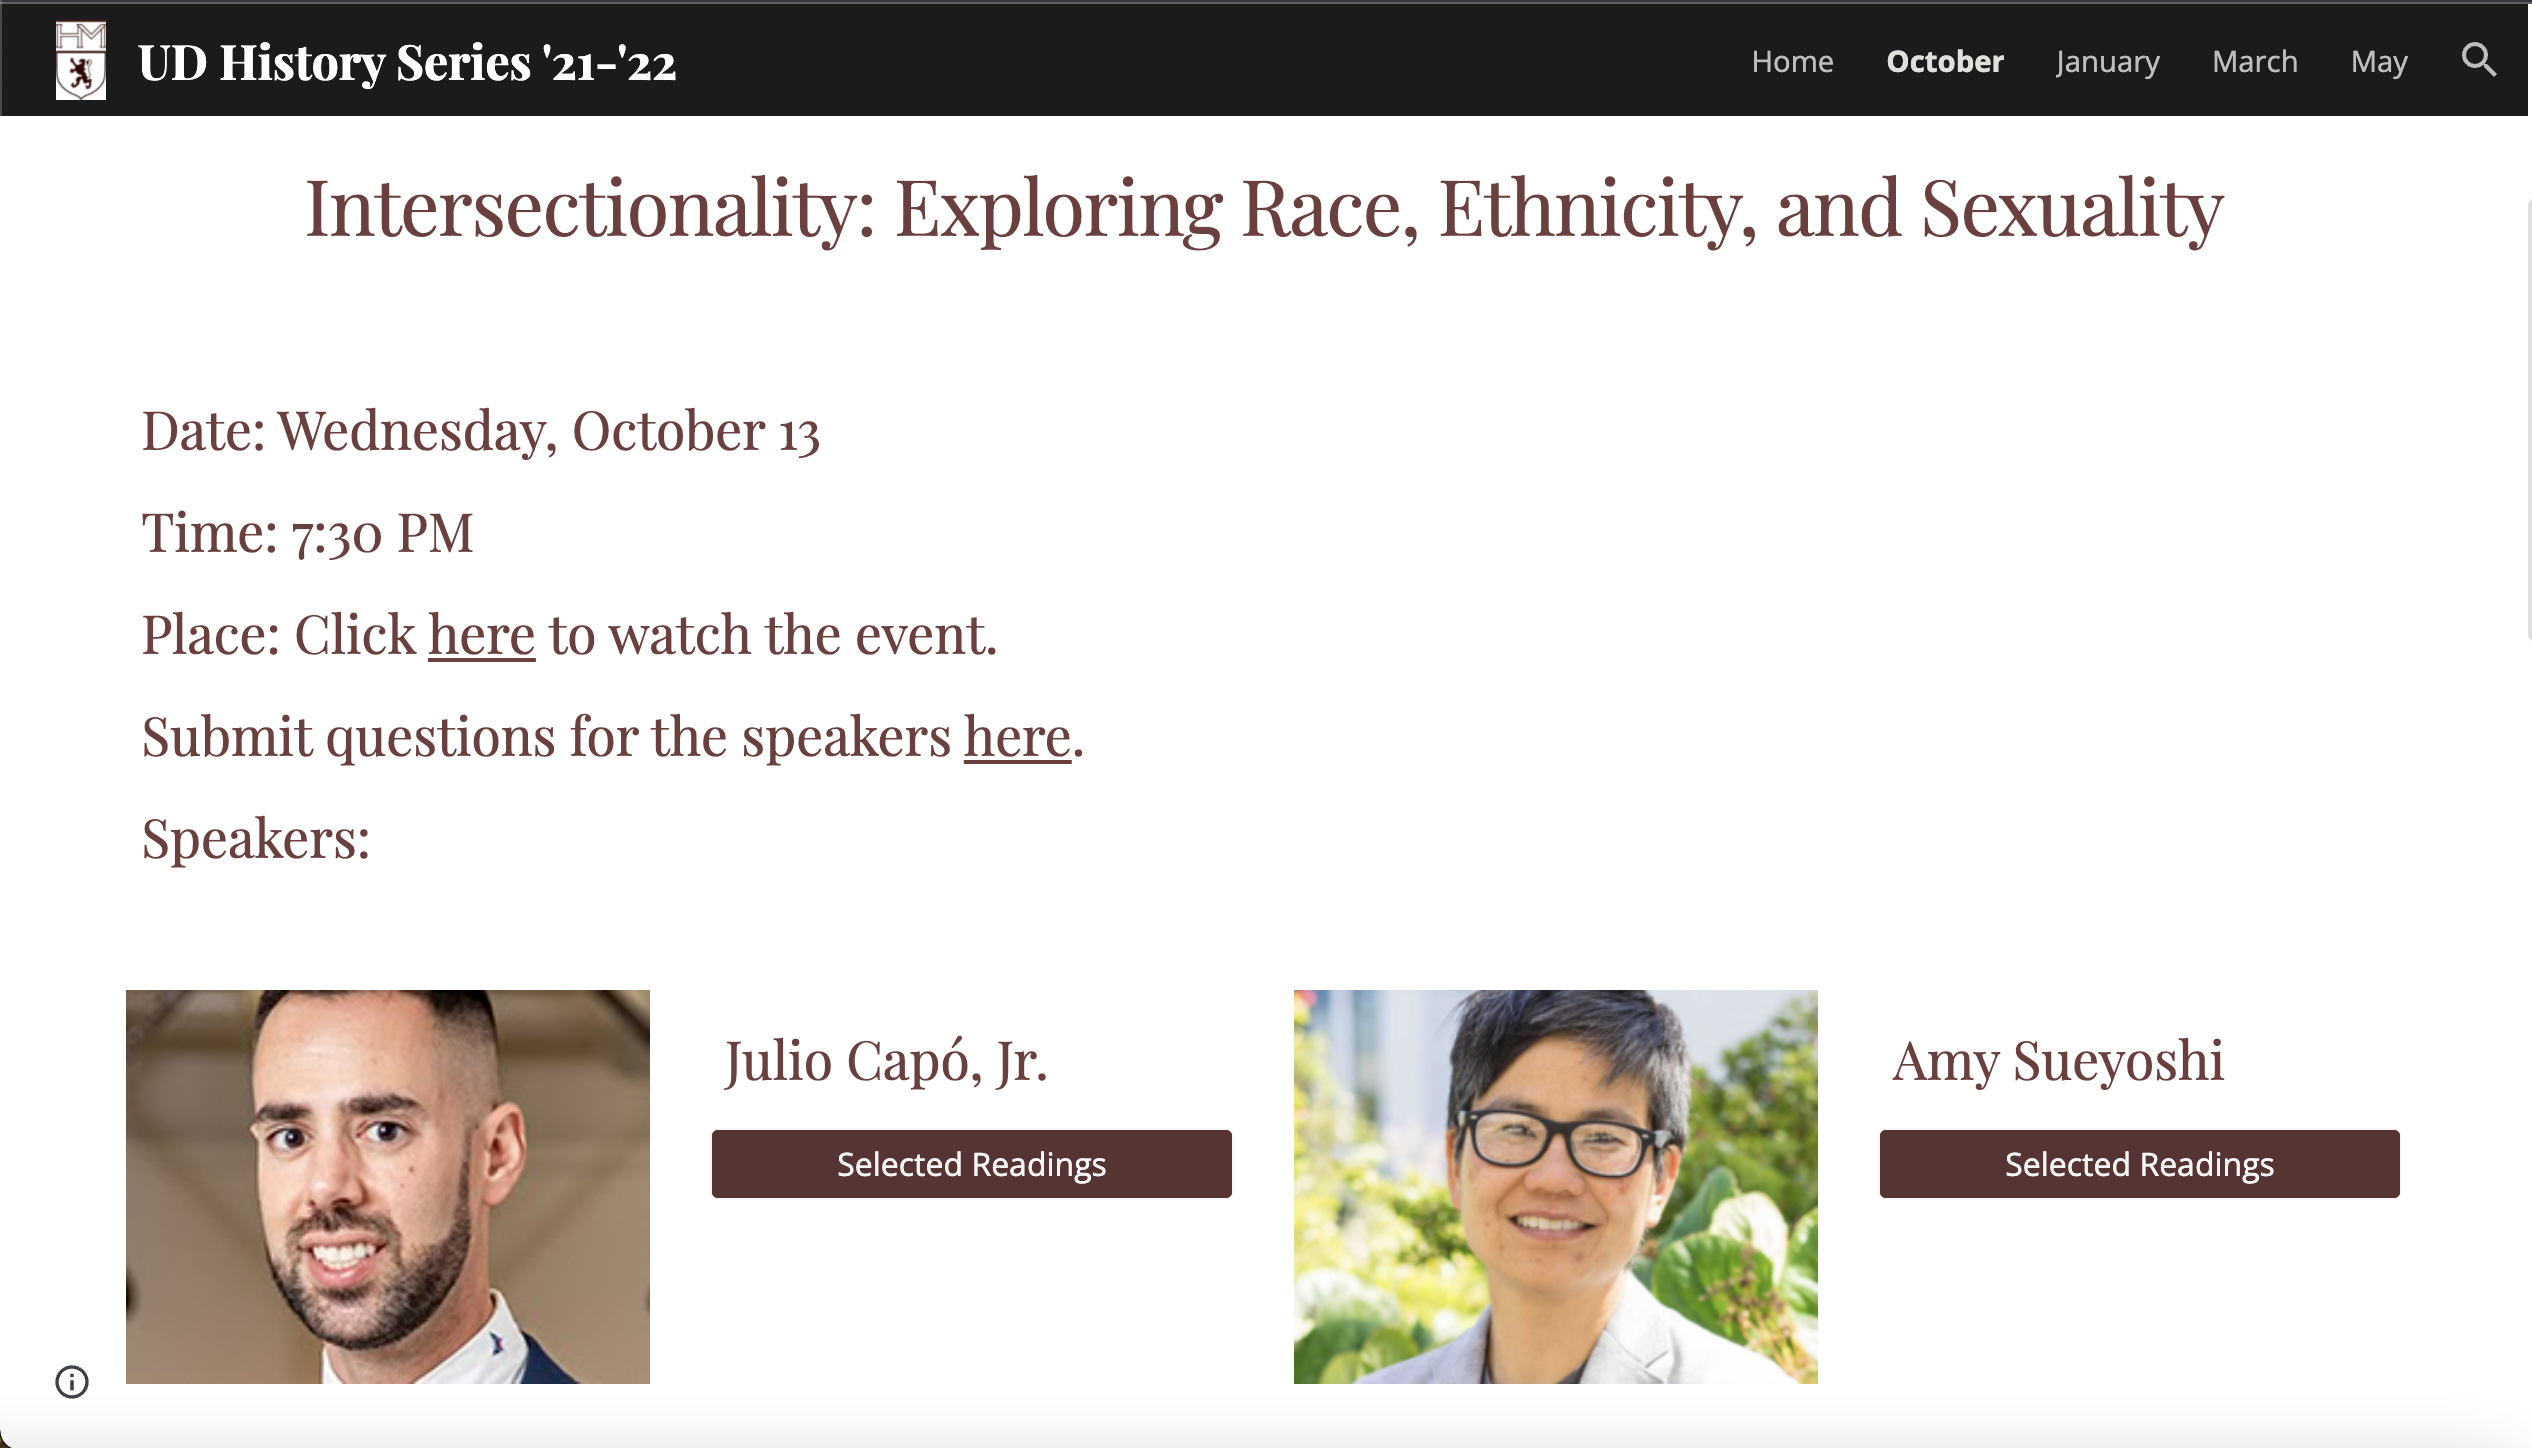 HM
UD History Series '21-'22
Home October January March May
Intersectionality: Exploring Race, Ethnicity, and Sexuality
Date: Wednesday, October 13
Time: 7:30 PM
Place: Click here to watch the event.
Submit questions for the speakers here.
Speakers:
Julio Capó, Jr.
Selected Readings
Amy Sueyoshi
Selected Readings